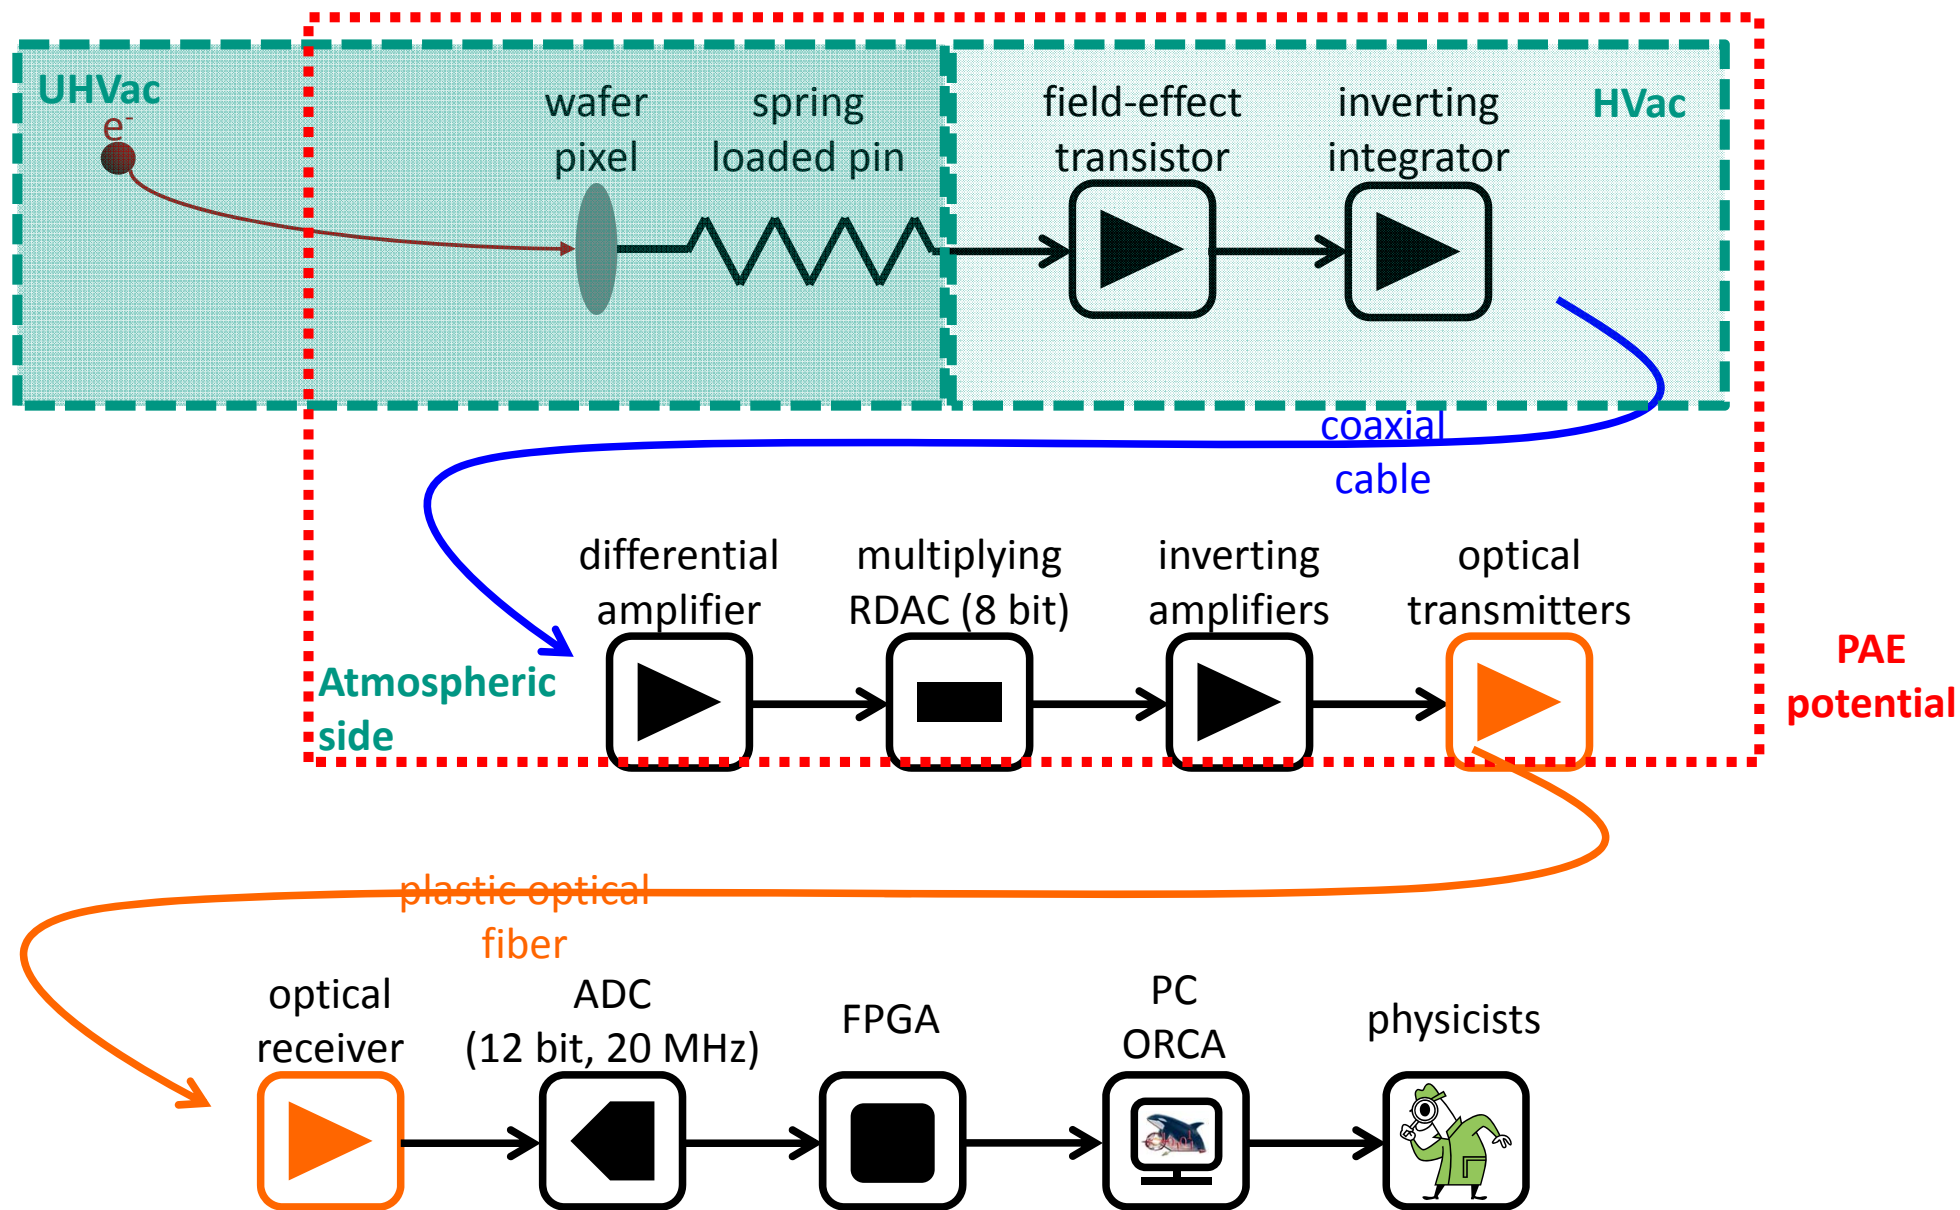 UHVac
e-
wafer
pixel
spring
loaded pin
field-effect
transistor
inverting
integrator
HVac
coaxial
cable
differential
amplifier
multiplying
RDAC (8 bit)
inverting
amplifiers
optical
transmitters
Atmospheric
side
PAE
potential
plastic optical
fiber
optical
receiver
ADC
(12 bit, 20 MHz)
FPGA
PC
ORCA
physicists